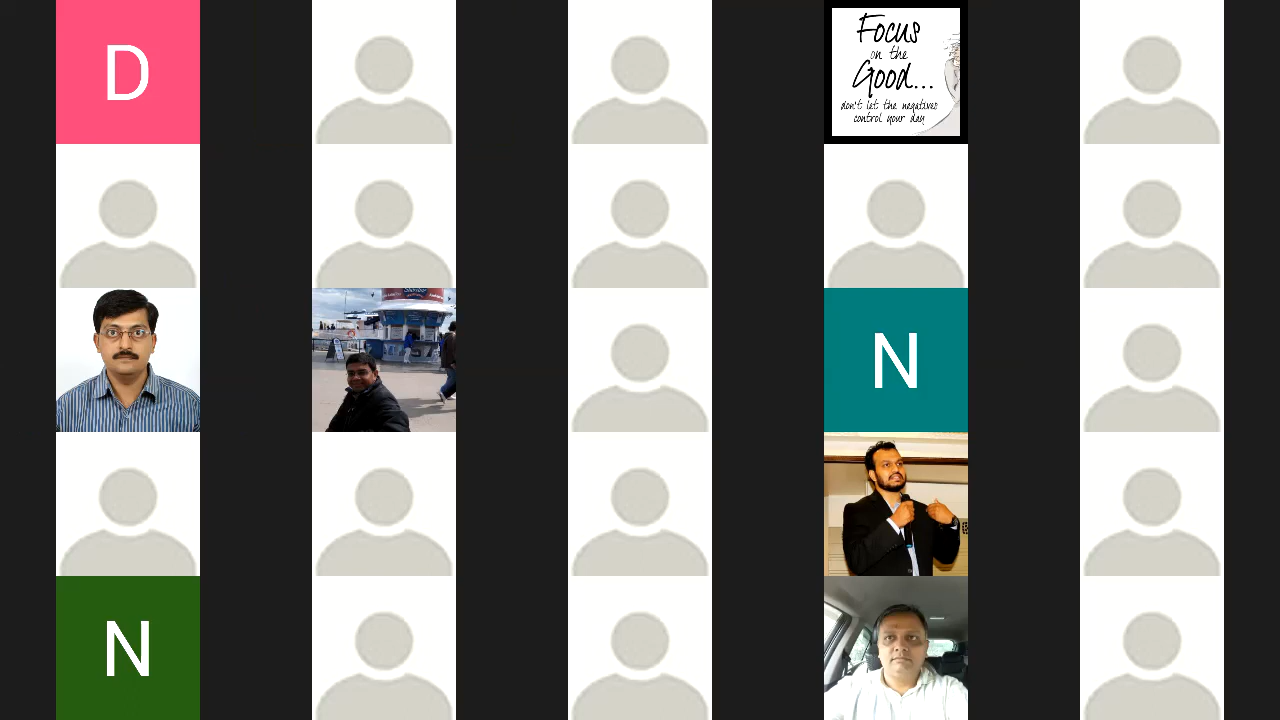 D
Focus
on the
Good...
don't let the negatives
control your day
N
N